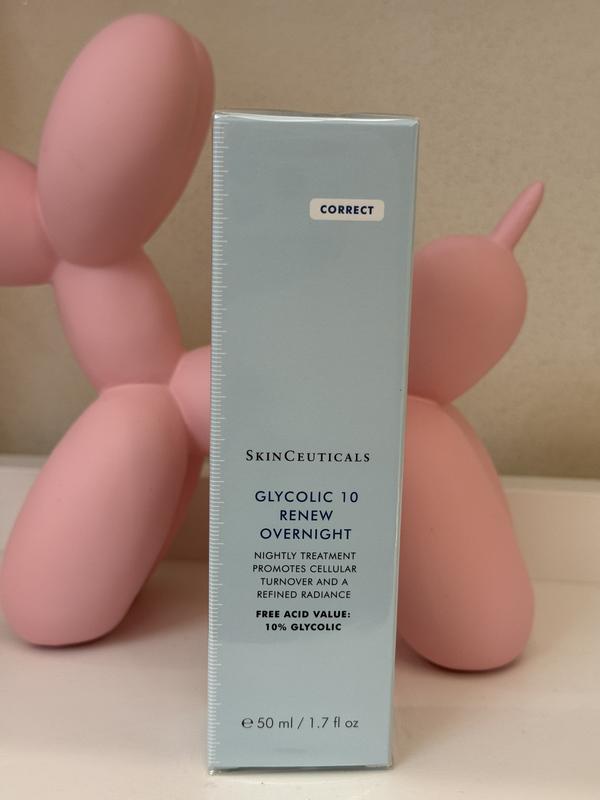 CORRECT
SKINCEUTICALS
GLYCOLIC 10
RENEW
OVERNIGHT
NIGHTLY TREATMENT
PROMOTES CELLULAR
TURNOVER AND A
REFINED RADIANCE
FREE ACID VALUE:
10% GLYCOLIC
℮ 50 ml / 1.7 fl oz